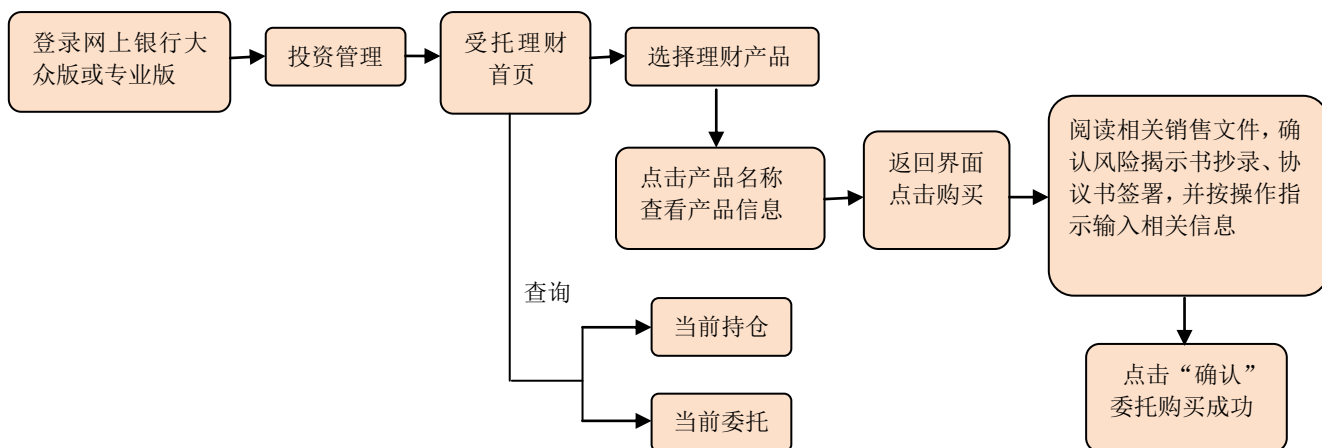 登录网上银行大
众版或专业版
投资管理
受托理财
首页
选择理财产品
点击产品名称
查看产品信息
返回界面
点击购买
阅读相关销售文件，确
认风险揭示书抄录、协
议书签署，并按操作指
示输入相关信息
点击“确认”
委托购买成功
查询
当前持仓
当前委托